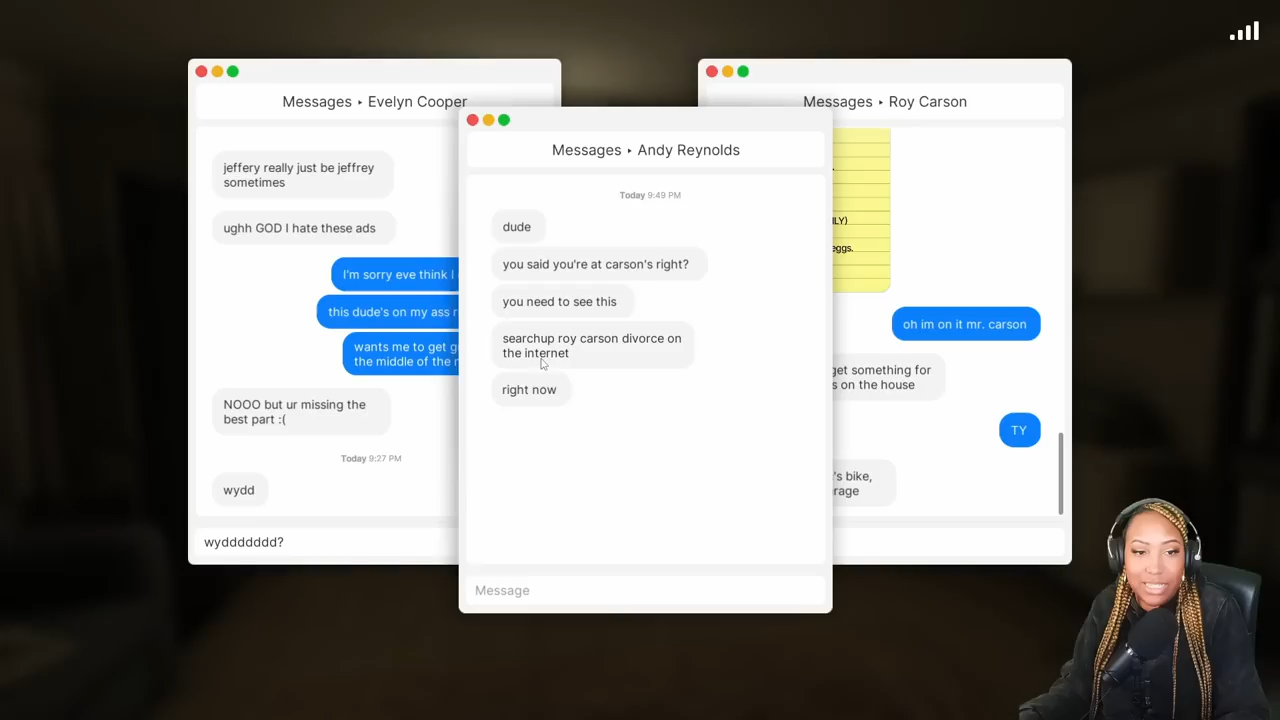 Messages ▸ Evelyn Cooper
jeffery really just be jeffrey
sometimes
ughh GOD I hate these ads
I'm sorry eve think I
this dude's on my ass
wants me to get
the middle of the
NOOO but ur missing the
best part :(
Today 9:27 PM
wydd
wyddddddd?
Messages ▸ Andy Reynolds
Today 9:49 PM
dude
you said you're at carson's right?
you need to see this
searchup roy carson divorce on
the internet
right now
Message
Messages ▸ Roy Carson
eggs.
oh im on it mr. carson
get something for
on the house
TY
bike,